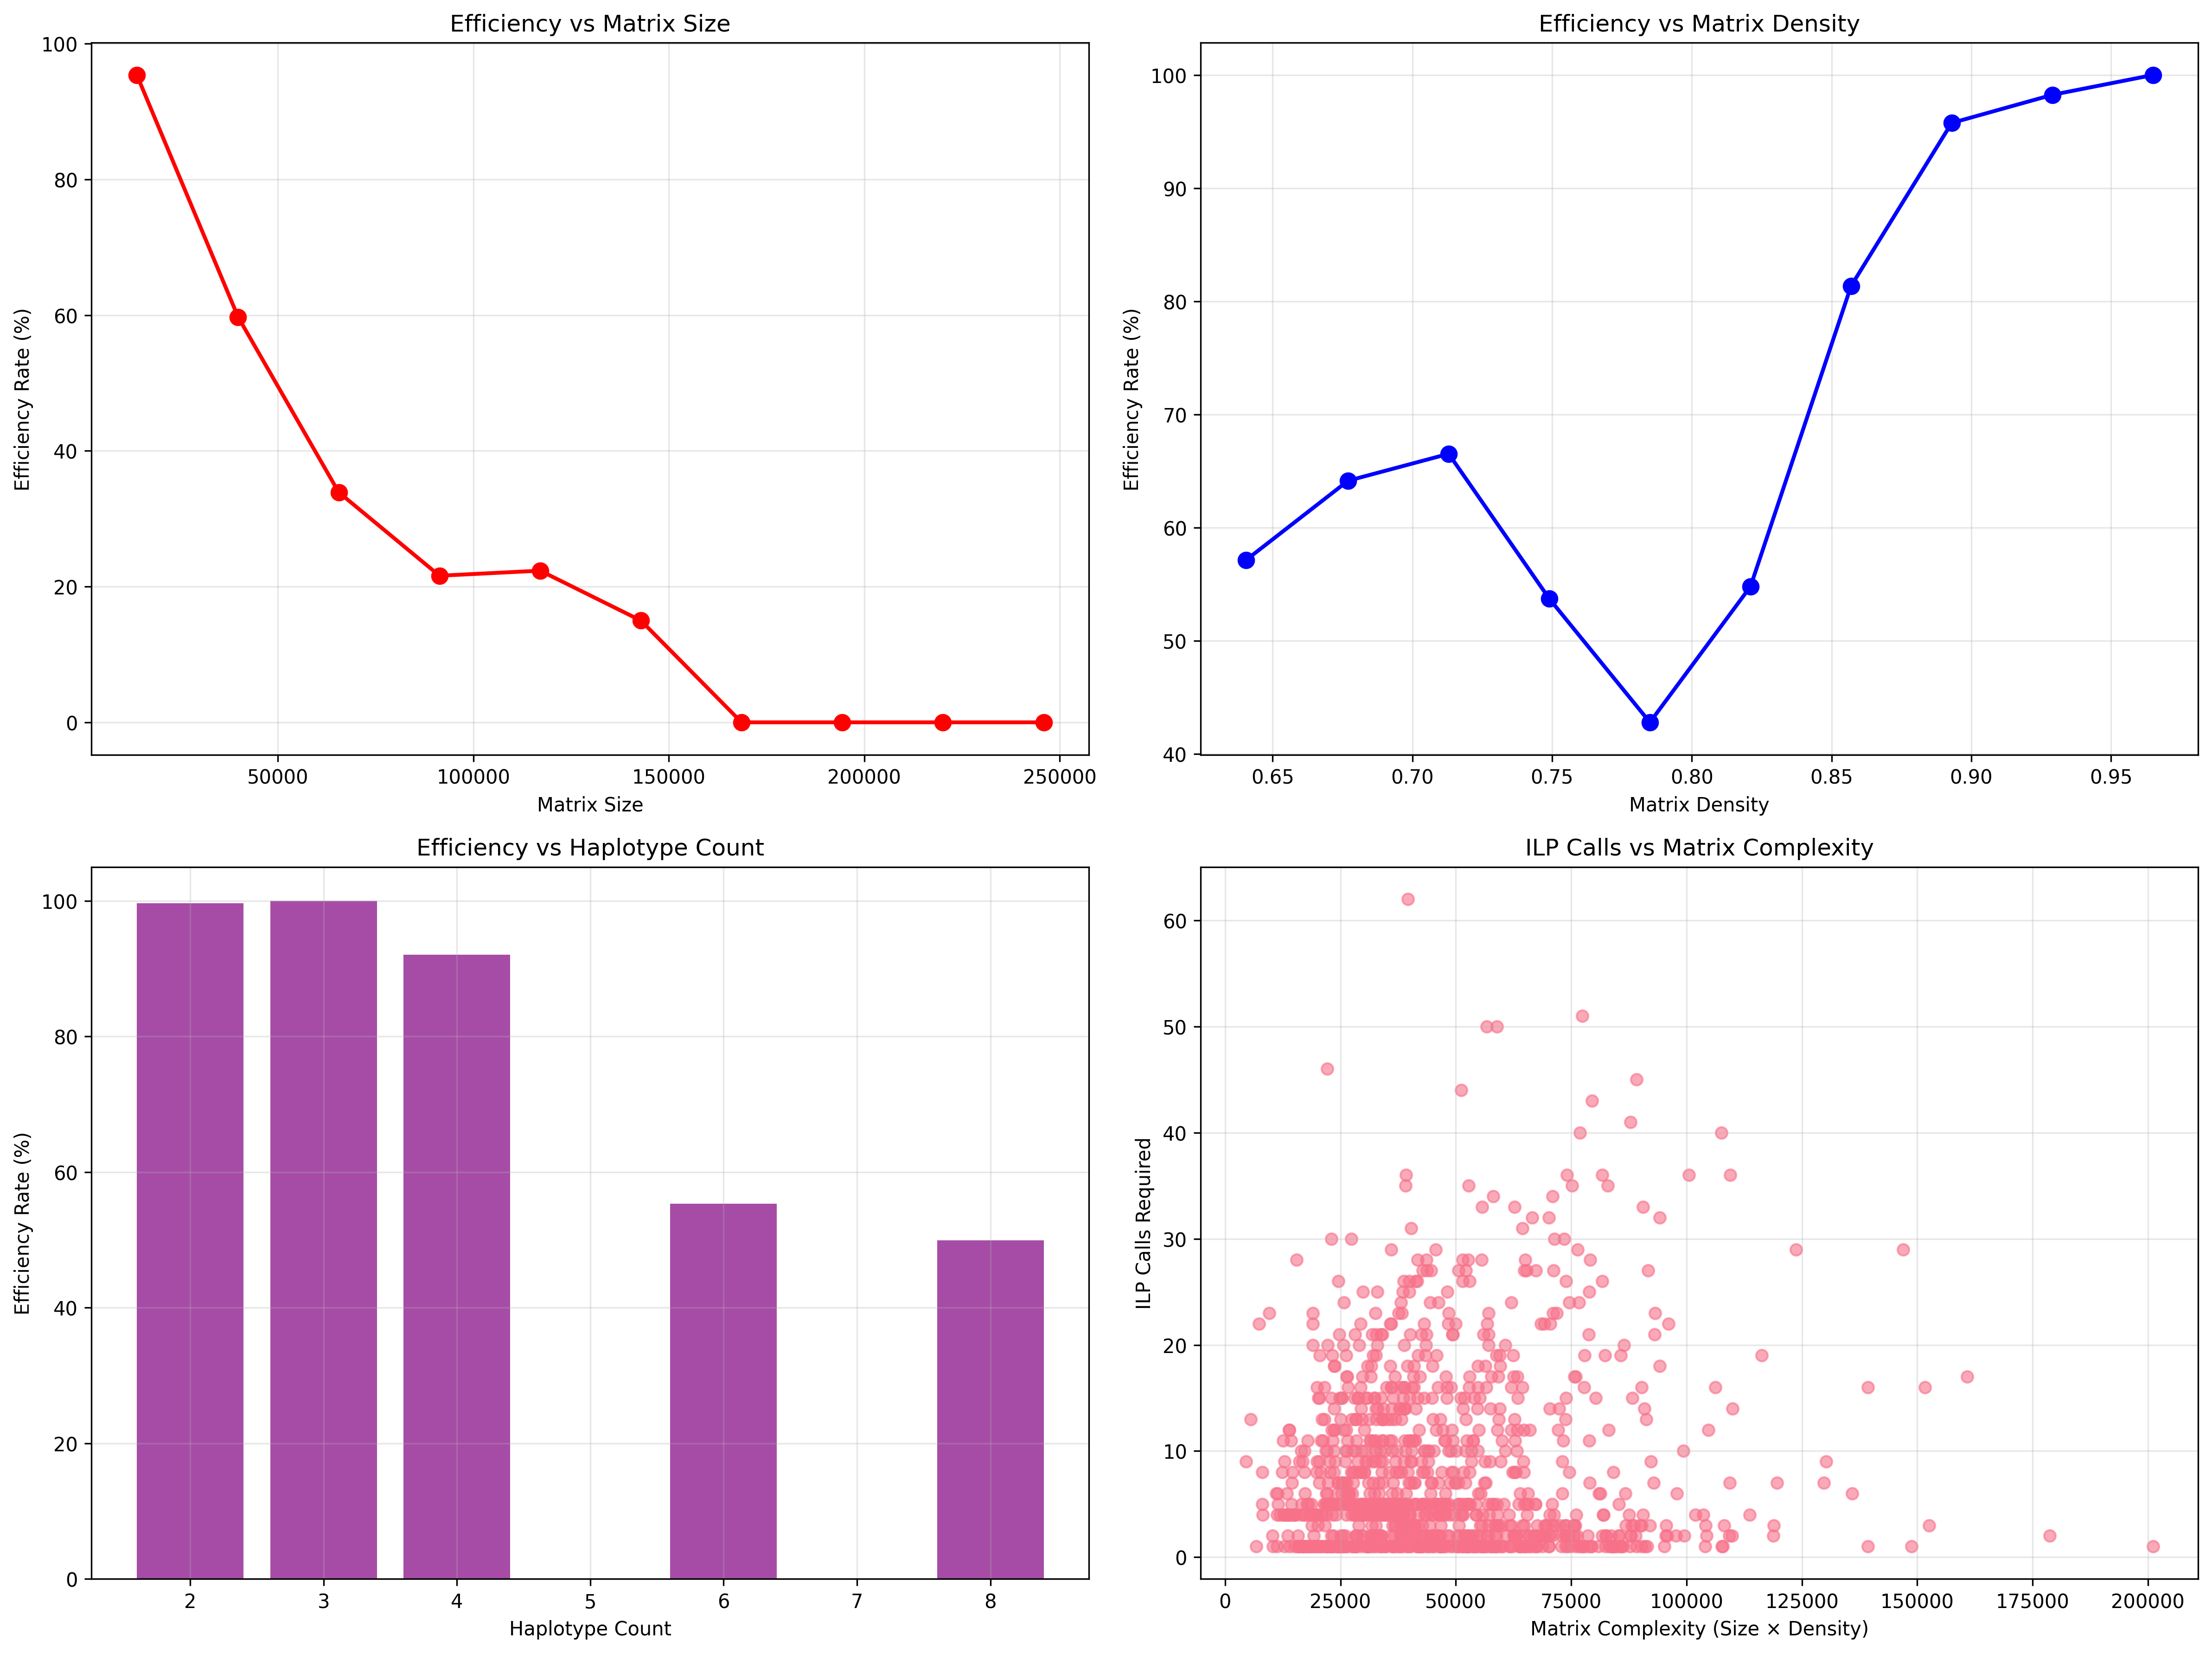 Efficiency vs Matrix Size
Efficiency Rate (%)
100
80
60
40
20
0
50000 100000 150000 200000 250000
Matrix Size
Efficiency vs Matrix Density
Efficiency Rate (%)
100
90
80
70
60
50
40
0.65 0.70 0.75 0.80 0.85 0.90 0.95
Matrix Density
Efficiency vs Haplotype Count
Efficiency Rate (%)
100
80
60
40
20
0
2 3 4 5 6 7 8
Haplotype Count
ILP Calls vs Matrix Complexity
ILP Calls Required
60
50
40
30
20
10
0
0 25000 50000 75000 100000 125000 150000 175000 200000
Matrix Complexity (Size × Density)